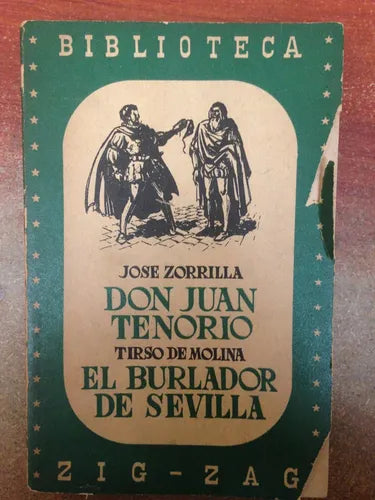 BIBLIOTECA
JOSE ZORRILLA
DON JUAN
TENORIO
TIRSO DE MOLINA
EL BURLADOR
DE SEVILLA
ZIG-ZAG